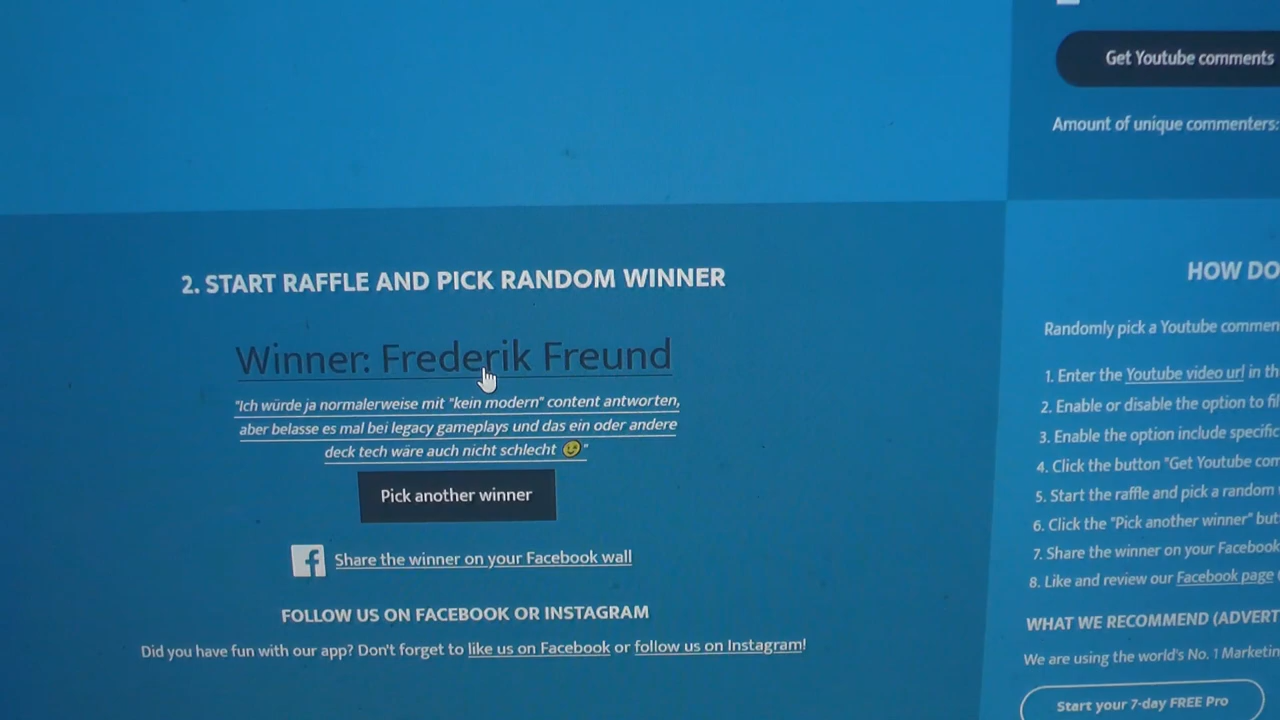 Get Youtube comments
Amount of unique commenters:
2. START RAFFLE AND PICK RANDOM WINNER
Winner: Frederik Freund
"Ich würde ja normalerweise mit "kein modern" content antworten,
aber belasse es mal bei legacy gameplays und das ein oder andere
deck tech wäre auch nicht schlecht 😉"
Pick another winner
Share the winner on your Facebook wall
FOLLOW US ON FACEBOOK OR INSTAGRAM
Did you have fun with our app? Don't forget to like us on Facebook or follow us on Instagram!
HOW DO
Randomly pick a Youtube commen
1. Enter the Youtube video url in th
2. Enable or disable the option to fil
3. Enable the option include specific
4. Click the button "Get Youtube com
5. Start the raffle and pick a random
6. Click the "Pick another winner" but
7. Share the winner on your Facebook
8. Like and review our Facebook page
WHAT WE RECOMMEND (ADVERT
We are using the world's No. 1 Marketin
Start your 7-day FREE Pro